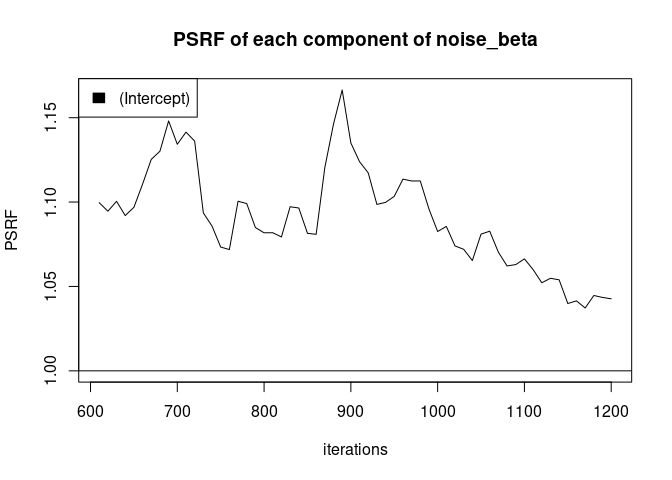 PSRF of each component of noise_beta
(Intercept)
PSRF
1.15
1.10
1.05
1.00
600 700 800 900 1000 1100 1200
iterations